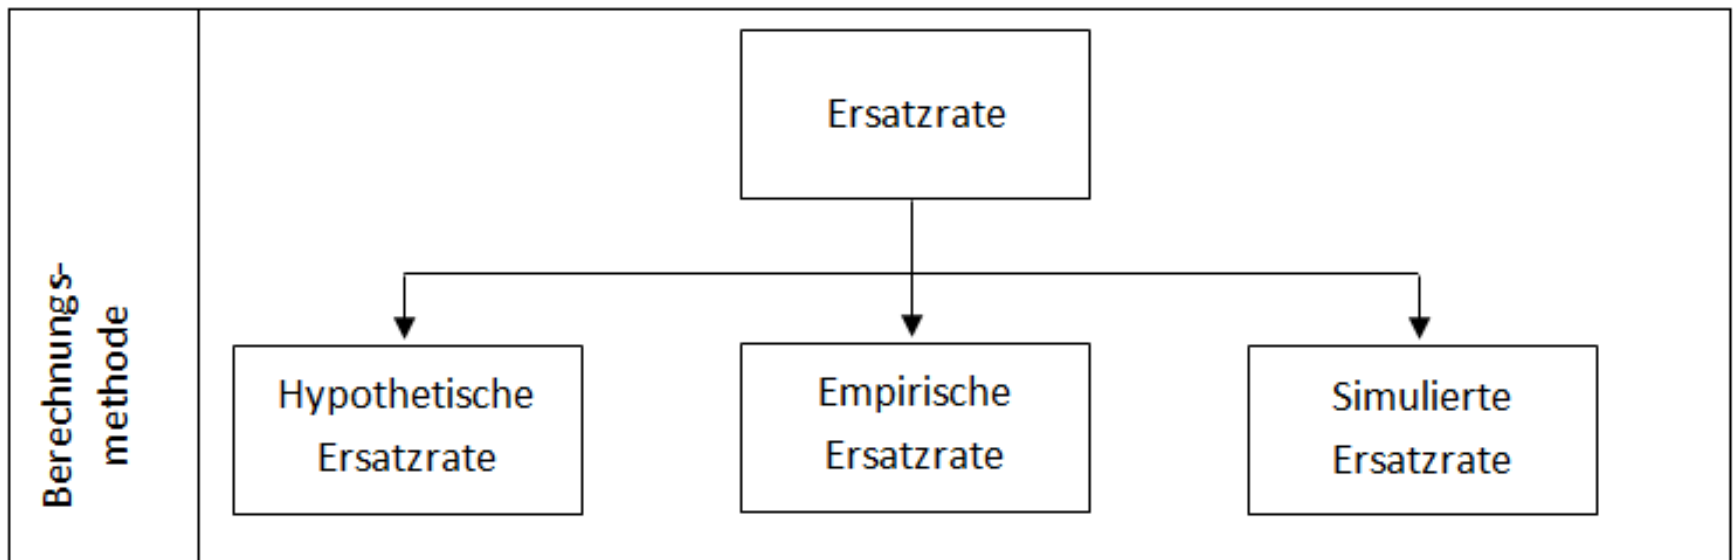 Berechnungs-
methode
Ersatzrate
Hypothetische
Ersatzrate
Empirische
Ersatzrate
Simulierte
Ersatzrate